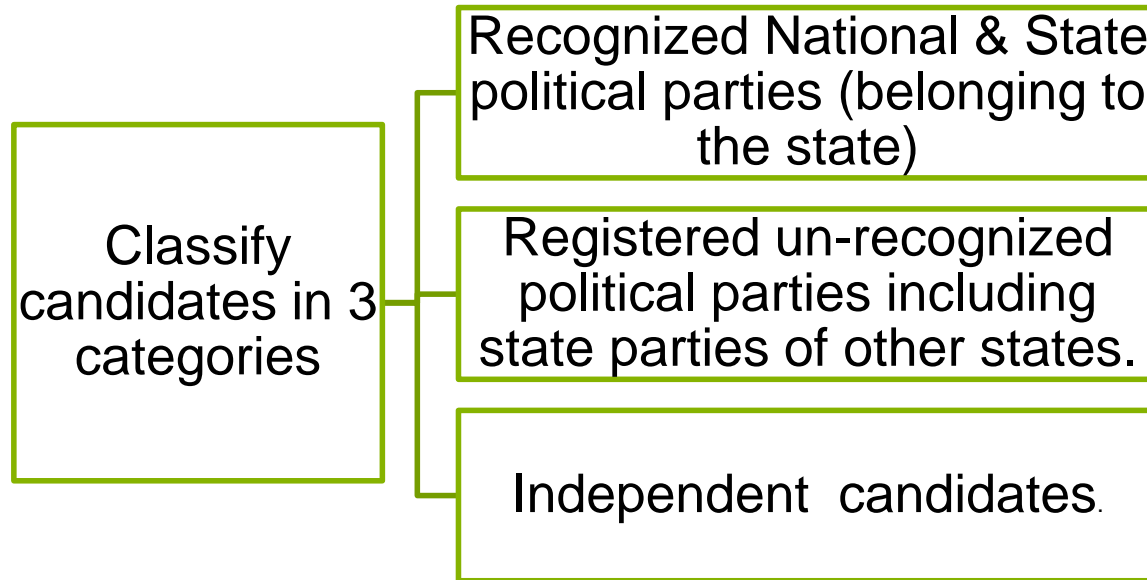 Classify
candidates in 3
categories
Recognized National & State
political parties (belonging to
the state)
Registered un-recognized
political parties including
state parties of other states.
Independent candidates.